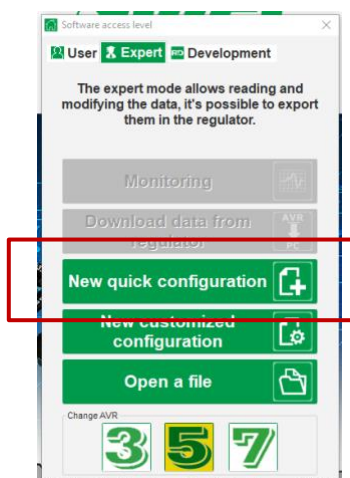 Software access level
User Expert RD Development
The expert mode allows reading and
modifying the data, it's possible to export
them in the regulator.
Monitoring
Download data from
regulator
AVR
PC
New quick configuration
New customized
configuration
Open a file
Change AVR
3 5 7